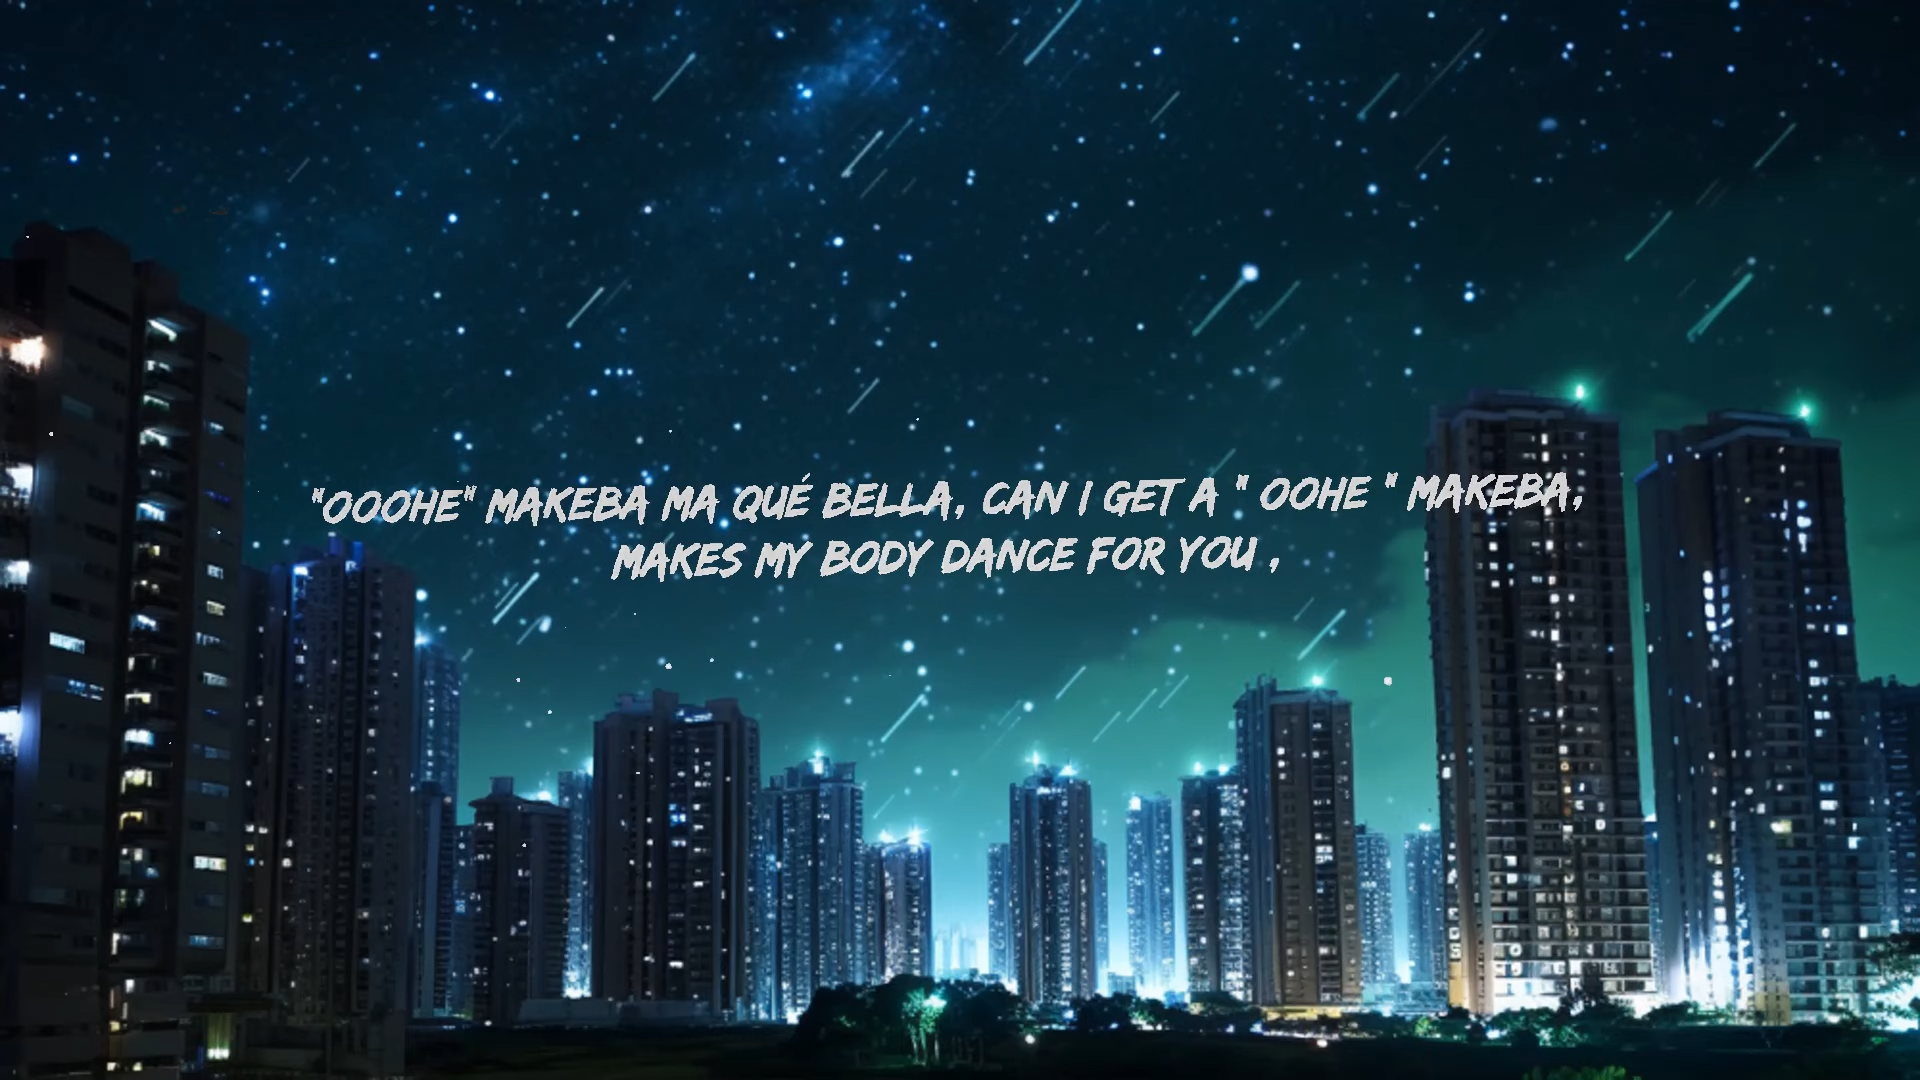 "OOOHE" MAKEBA MA QUÉ BELLA, CAN I GET A " OOHE " MAKEBA,
MAKES MY BODY DANCE FOR YOU ,